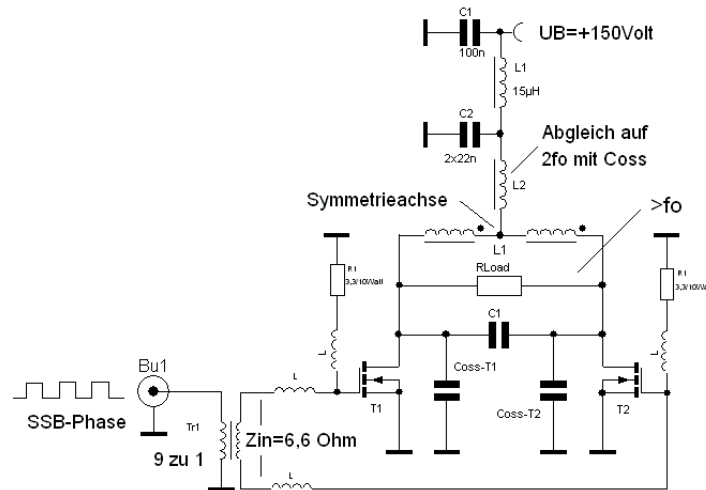 C1
UB=+150Volt
100n
L1
15µH
C2
2x22n
Abgleich auf
2fo mit Coss
L2
Symmetrieachse
>fo
L1
RLoad
R1
3,3/10Watt
R1
3,3/10Wa
C1
L
L
Bu1
L
Coss-T1
T1
Coss-T2
T2
SSB-Phase
Tr1
Zin=6,6 Ohm
9 zu 1
L